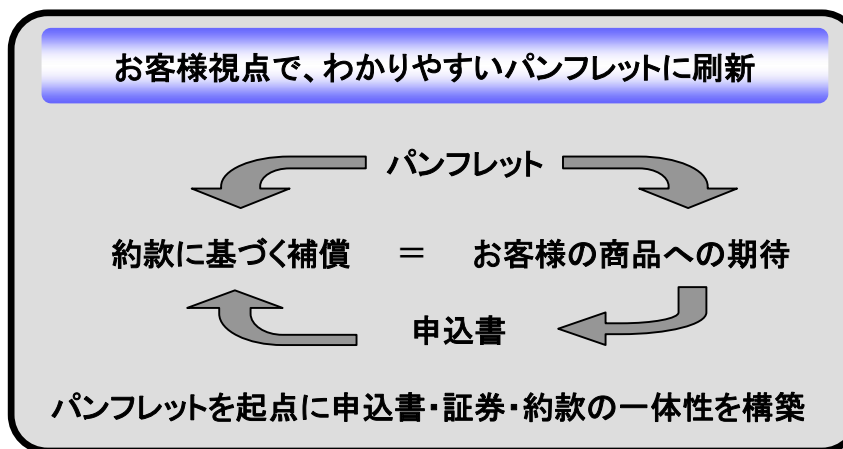 お客様視点で、わかりやすいパンフレットに刷新
パンフレット
約款に基づく補償 ＝ お客様の商品への期待
申込書
パンフレットを起点に申込書・証券・約款の一体性を構築